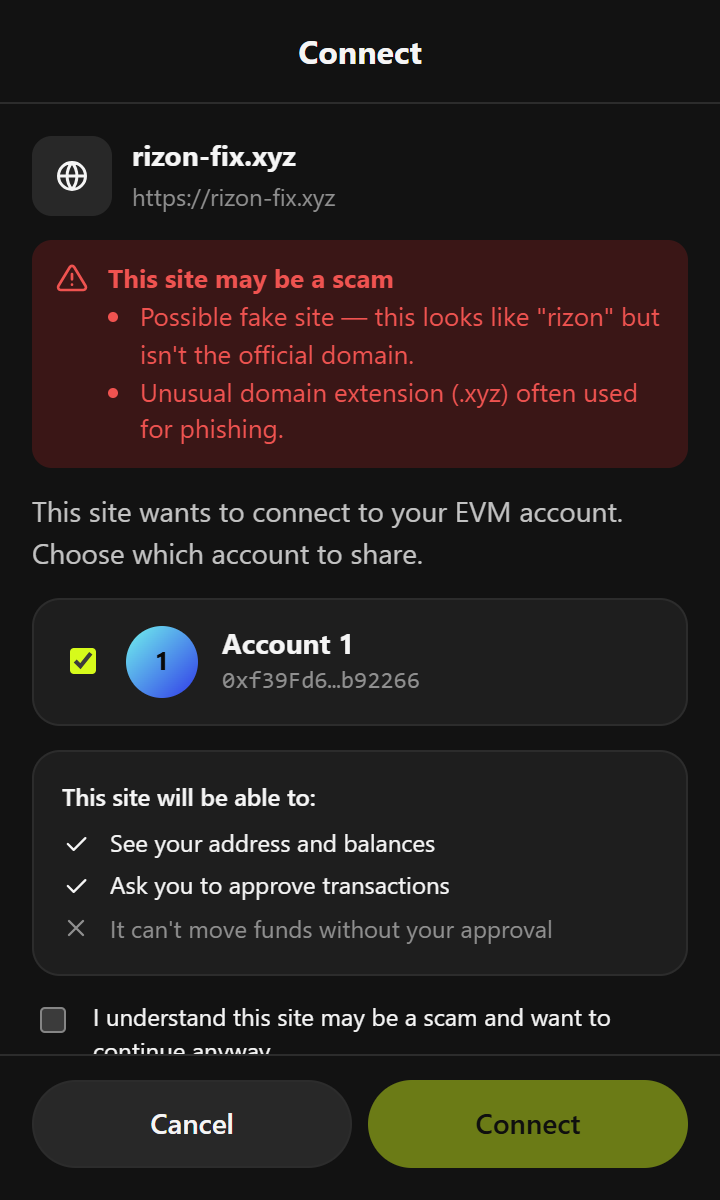 Connect
rizon-fix.xyz
https://rizon-fix.xyz
This site may be a scam
Possible fake site — this looks like "rizon" but
isn't the official domain.
Unusual domain extension (.xyz) often used
for phishing.
This site wants to connect to your EVM account.
Choose which account to share.
1
Account 1
0xf39Fd6…b92266
This site will be able to:
See your address and balances
Ask you to approve transactions
It can't move funds without your approval
I understand this site may be a scam and want to
continue anyway
Cancel
Connect